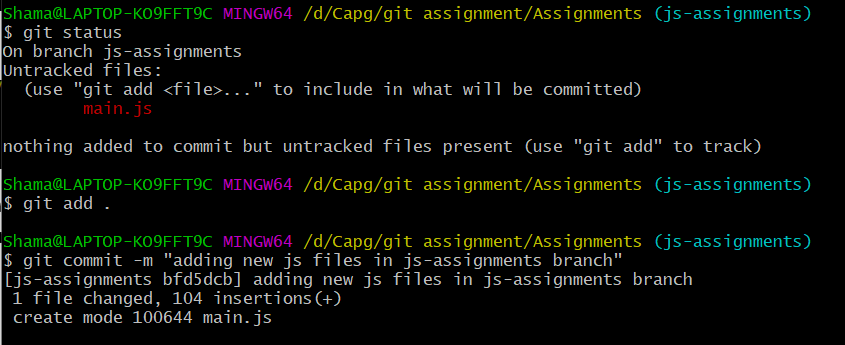 Shama@LAPTOP-KO9FFT9C MINGW64 /d/Capg/git assignment/Assignments (js-assignments)
$ git status
On branch js-assignments
Untracked files:
  (use "git add <file>..." to include in what will be committed)
        main.js

nothing added to commit but untracked files present (use "git add" to track)

Shama@LAPTOP-KO9FFT9C MINGW64 /d/Capg/git assignment/Assignments (js-assignments)
$ git add .

Shama@LAPTOP-KO9FFT9C MINGW64 /d/Capg/git assignment/Assignments (js-assignments)
$ git commit -m "adding new js files in js-assignments branch"
[js-assignments bfd5dcb] adding new js files in js-assignments branch
 1 file changed, 104 insertions(+)
 create mode 100644 main.js